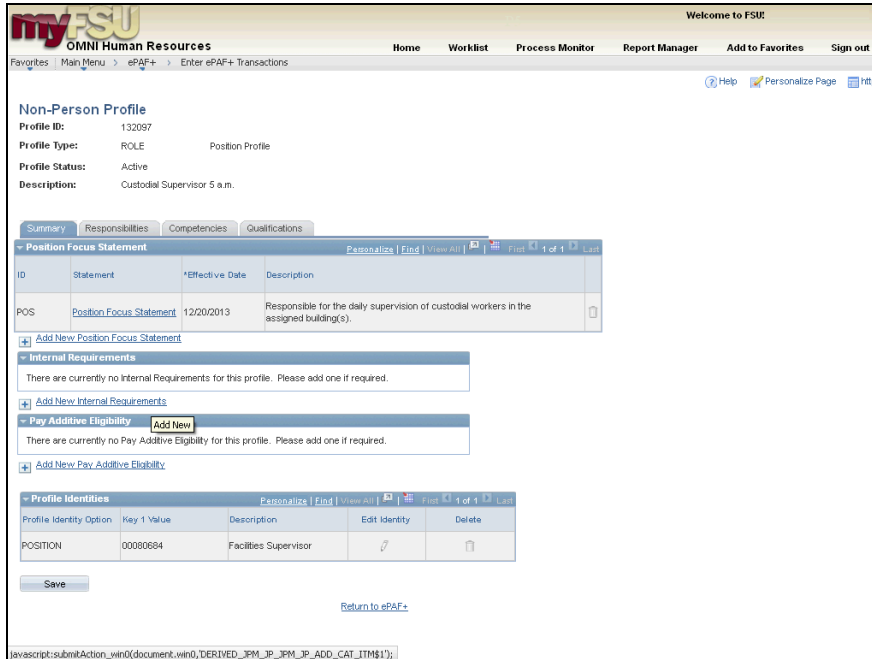 myFSU
Welcome to FSU!
OMNI Human Resources
Home Worklist Process Monitor Report Manager Add to Favorites Sign out
Favorites Main Menu > ePAF+ > Enter ePAF+ Transactions
Help Personalize Page htt
Non-Person Profile
Profile ID: 132097
Profile Type: ROLE Position Profile
Profile Status: Active
Description: Custodial Supervisor 5 a.m.
Summary Responsibilities Competencies Qualifications
Position Focus Statement Personalize | Find | View All | | First 1 of 1 Last
ID Statement *Effective Date Description
POS Position Focus Statement 12/20/2013 Responsible for the daily supervision of custodial workers in the
assigned building(s).
Add New Position Focus Statement
Internal Requirements
There are currently no Internal Requirements for this profile. Please add one if required.
Add New Internal Requirements
Pay Additive Eligibility Add New
There are currently no Pay Additive Eligibility for this profile. Please add one if required.
Add New Pay Additive Eligibility
Profile Identities Personalize | Find | View All | | First 1 of 1 Last
Profile Identity Option Key 1 Value Description Edit Identity Delete
POSITION 00080684 Facilities Supervisor
Save
Return to ePAF+
javascript:submitAction_win0(document.win0,'DERIVED_JPM_JP_JPM_JP_ADD_CAT_ITM$1');